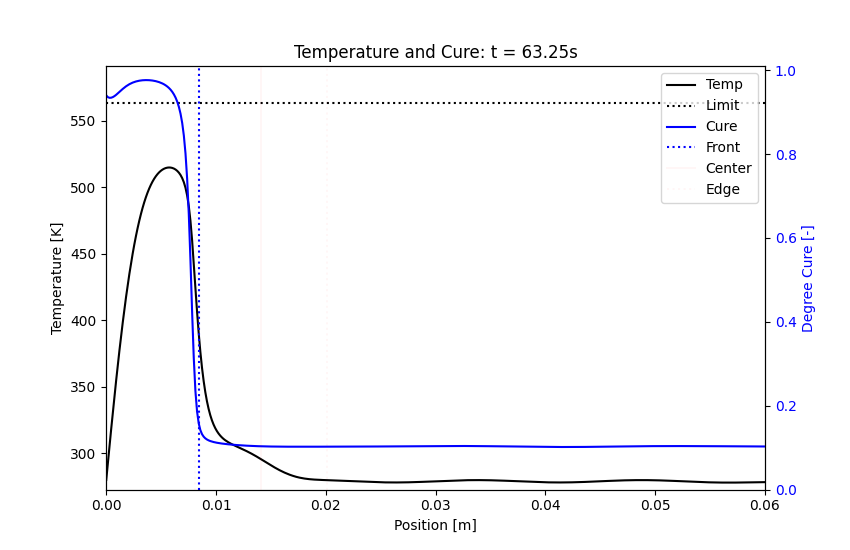 Temperature and Cure: t = 63.25s
Temp
Limit
Cure
Front
Center
Edge
Temperature [K]
550
500
450
400
350
300
1.0
0.8
0.6
0.4
0.2
0.0
Degree Cure [-]
0.00 0.01 0.02 0.03 0.04 0.05 0.06
Position [m]